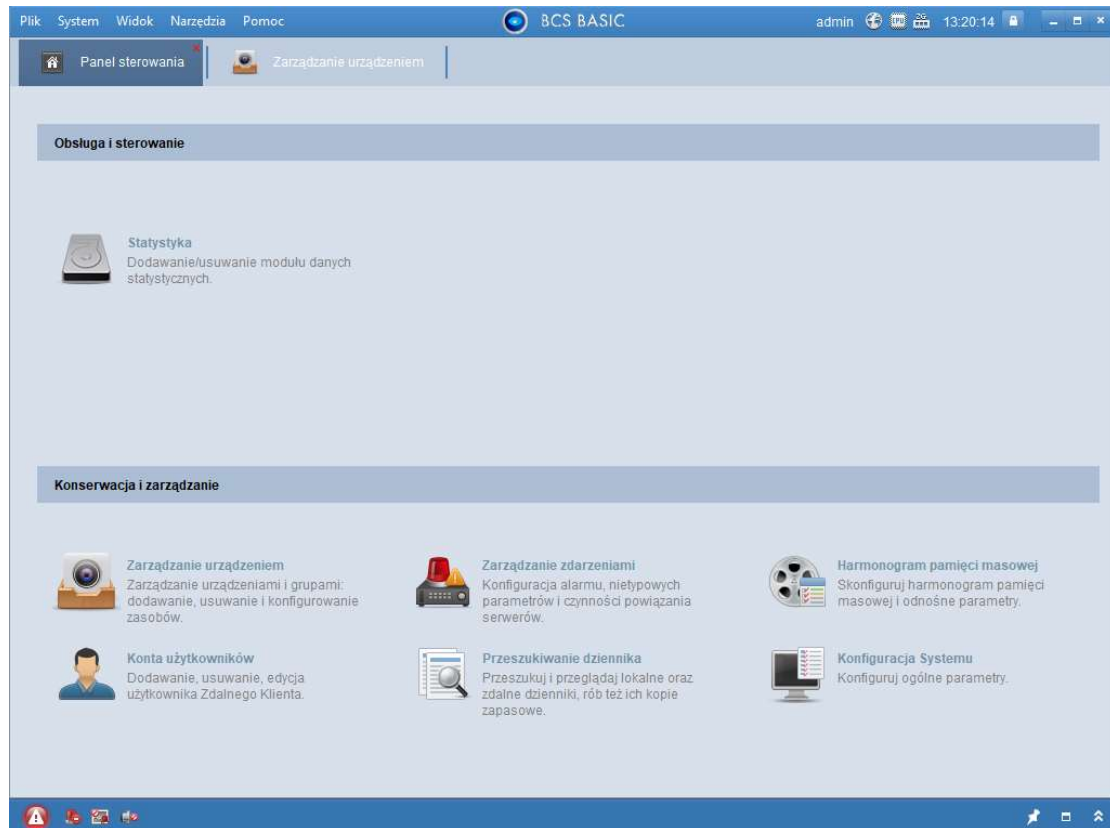 Plik System Widok Narzędzia Pomoc BCS BASIC admin 13:20:14
Panel sterowania Zarządzanie urządzeniem
Obsługa i sterowanie
Statystyka
Dodawanie/usuwanie modułu danych
statystycznych.
Konserwacja i zarządzanie
Zarządzanie urządzeniem
Zarządzanie urządzeniami i grupami:
dodawanie, usuwanie i konfigurowanie
zasobów.
Zarządzanie zdarzeniami
Konfiguracja alarmu, nietypowych
parametrów i czynności powiązania
serwerów.
Harmonogram pamięci masowej
Skonfiguruj harmonogram pamięci
masowej i odnośne parametry.
Konta użytkowników
Dodawanie, usuwanie, edycja
użytkownika Zdalnego Klienta.
Przeszukiwanie dziennika
Przeszukuj i przeglądaj lokalne oraz
zdalne dzienniki, rób też ich kopie
zapasowe.
Konfiguracja Systemu
Konfiguruj ogólne parametry.